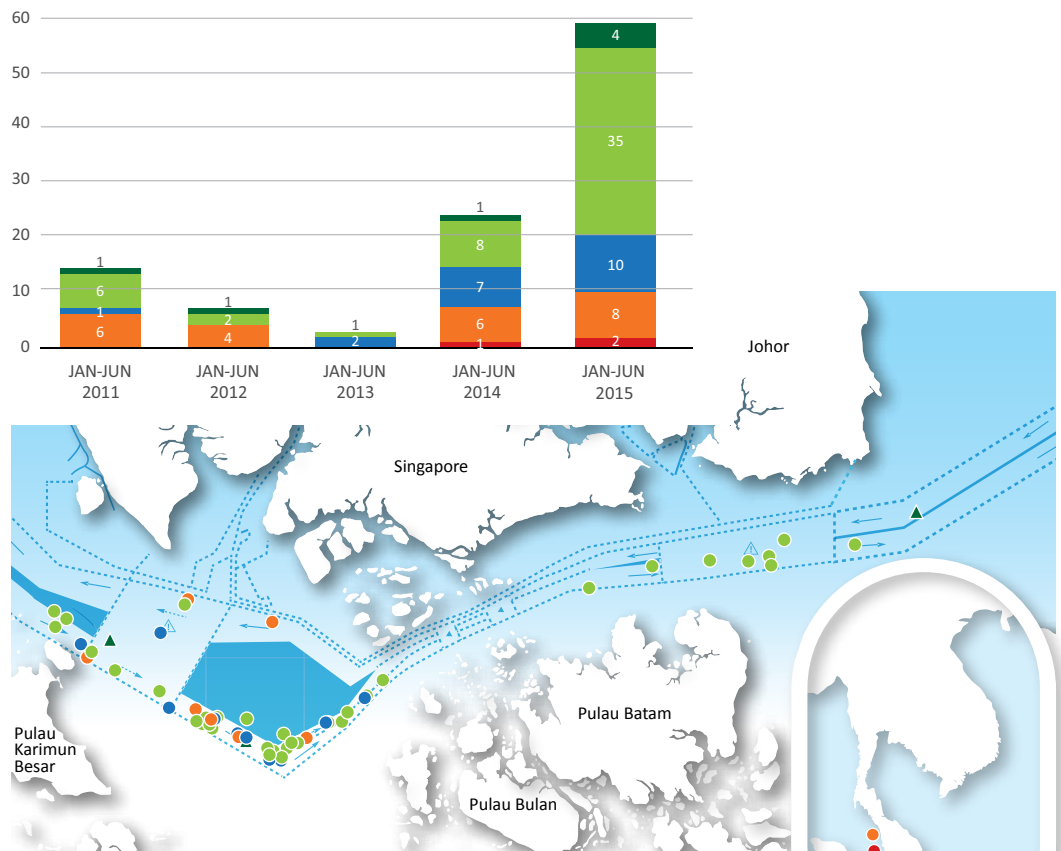 60
50
40
30
20
10
0
1
6
1
6
1
2
4
1
2
1
8
7
6
1
4
35
10
8
2
JAN-JUN
2011
JAN-JUN
2012
JAN-JUN
2013
JAN-JUN
2014
JAN-JUN
2015
Johor
Singapore
Pulau Batam
Pulau
Karimun
Besar
Pulau Bulan